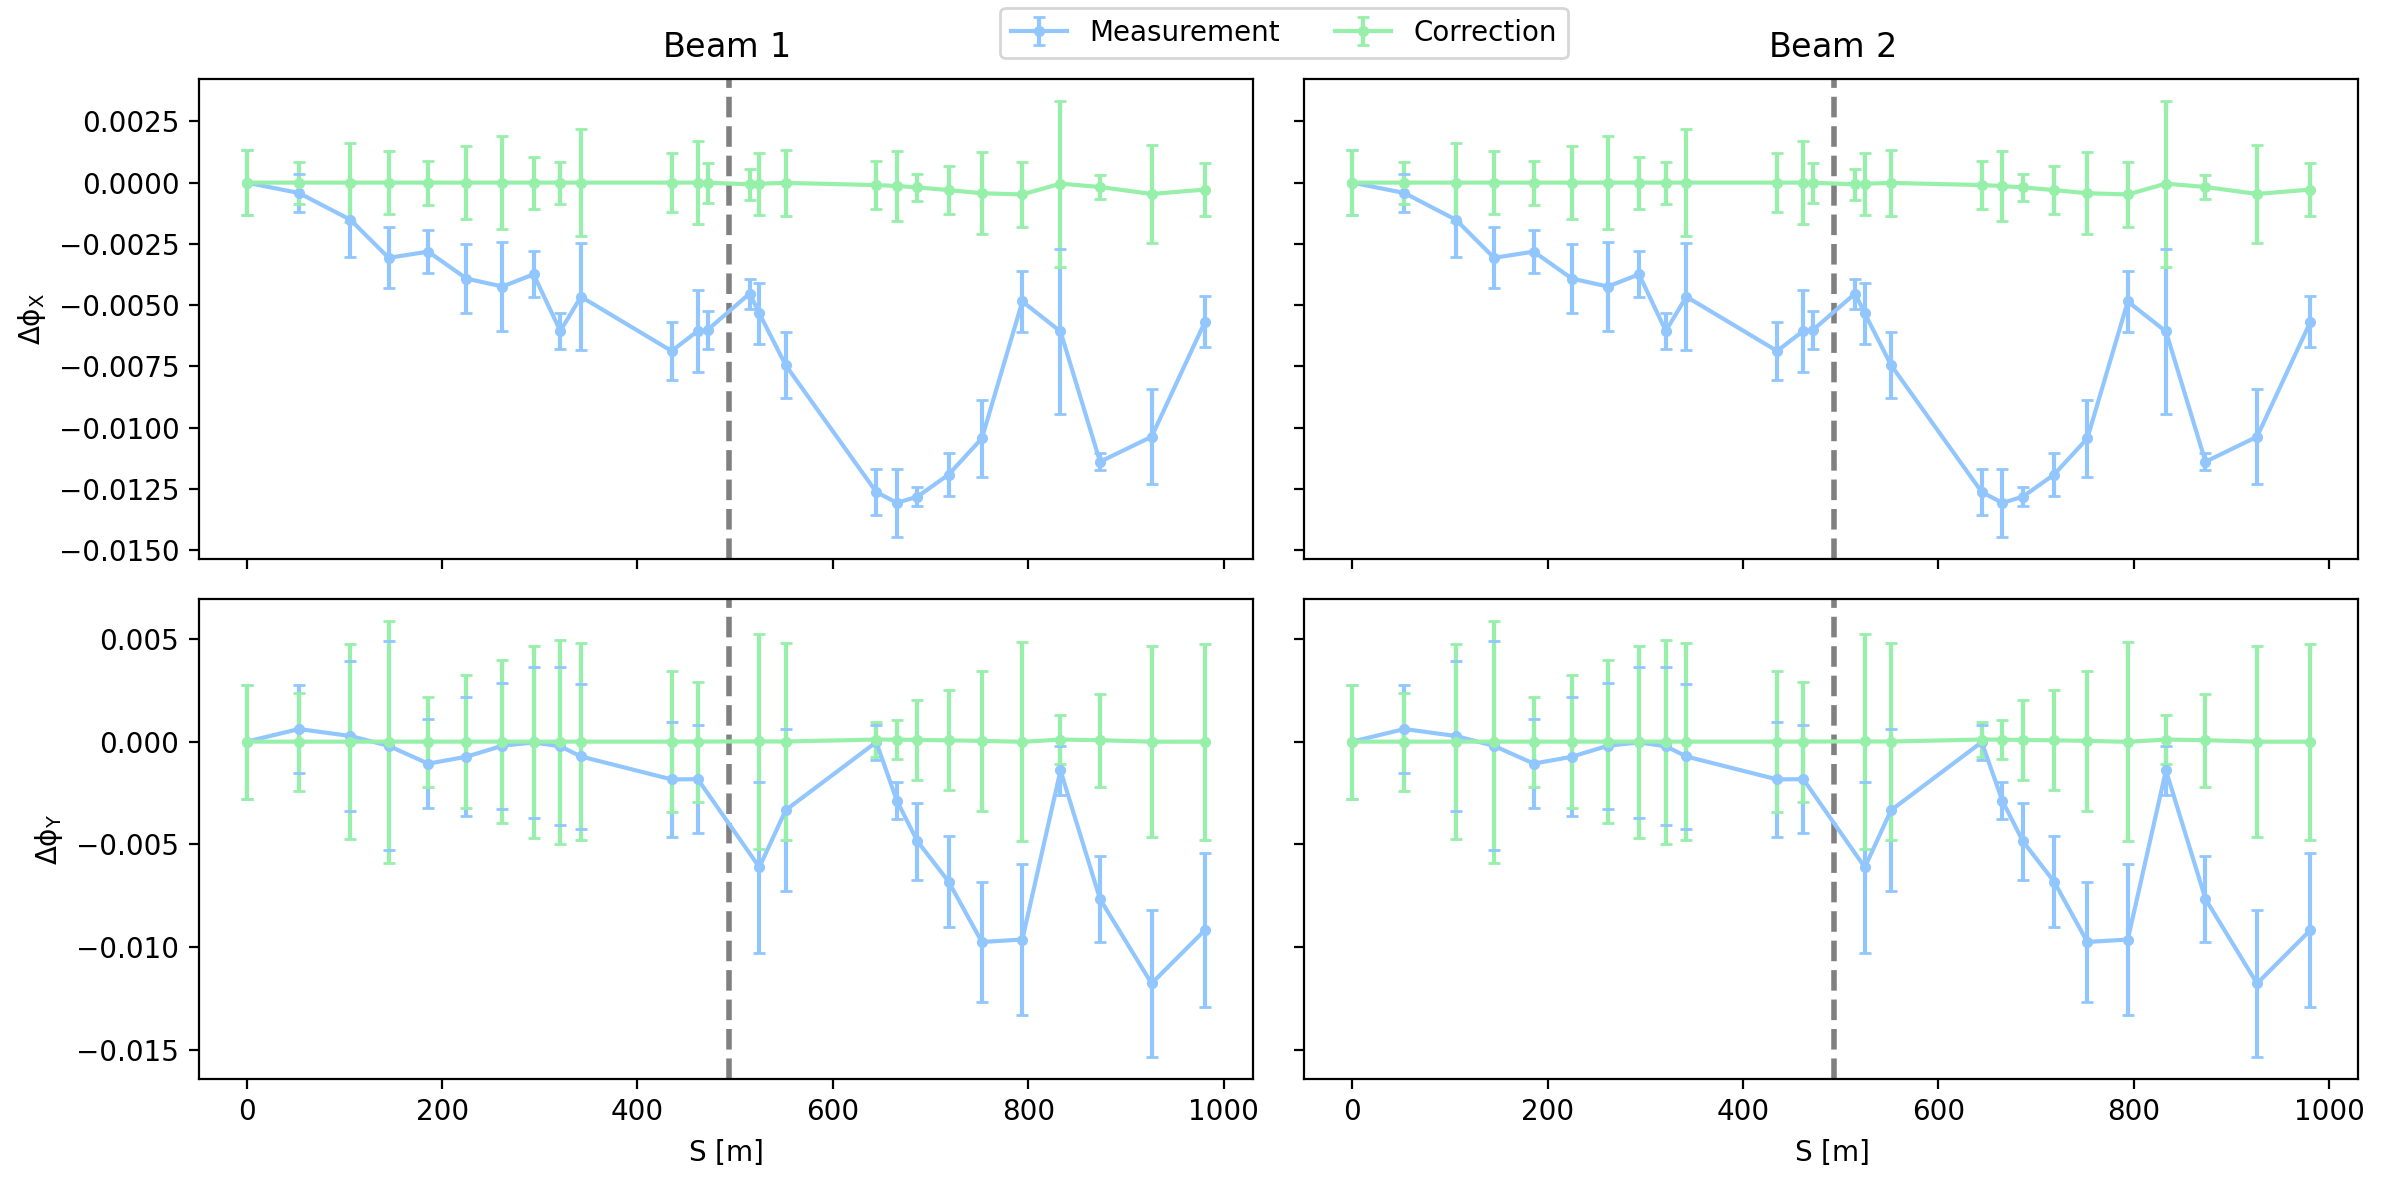 Measurement Correction
Beam 1 Beam 2
0.0025
0.0000
−0.0025
−0.0050
−0.0075
−0.0100
−0.0125
−0.0150
ΔϕX
0.005
0.000
−0.005
−0.010
−0.015
ΔϕY
0 200 400 600 800 1000 0 200 400 600 800 1000
S [m] S [m]